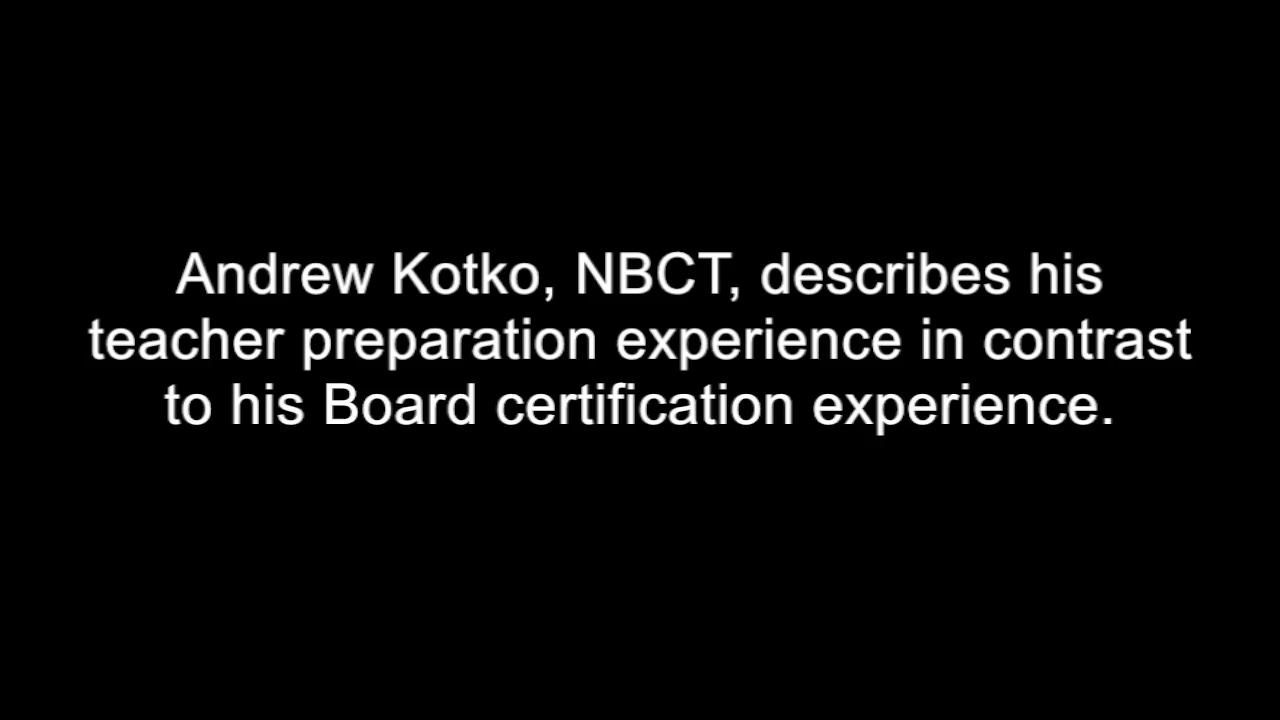 Andrew Kotko, NBCT, describes his
teacher preparation experience in contrast
to his Board certification experience.